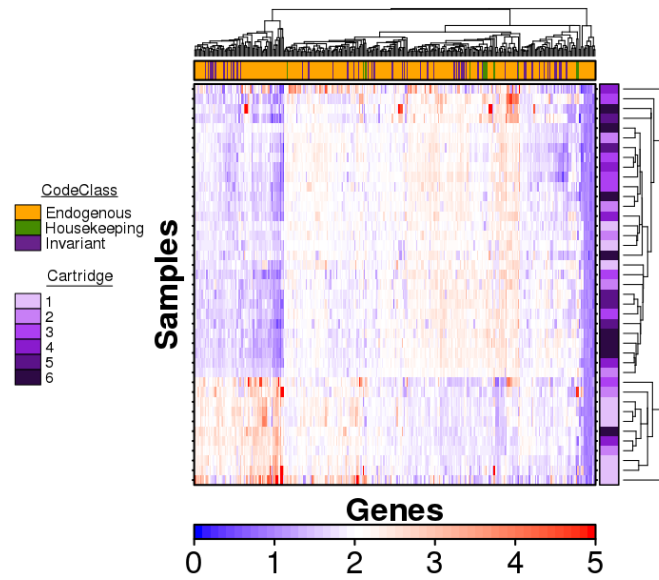 CodeClass
Endogenous
Housekeeping
Invariant
Cartridge
1
2
3
4
5
6
Samples
Genes
0 1 2 3 4 5